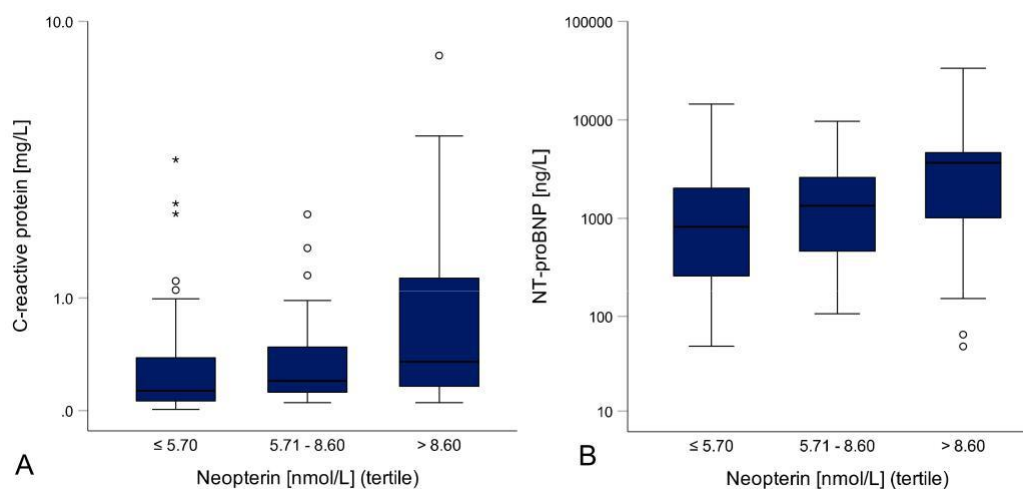 C-reactive protein [mg/L]
10.0
1.0
.0
≤ 5.70 5.71 - 8.60 > 8.60
Neopterin [nmol/L] (tertile)
A
NT-proBNP [ng/L]
100000
10000
1000
100
10
≤ 5.70 5.71 - 8.60 > 8.60
Neopterin [nmol/L] (tertile)
B